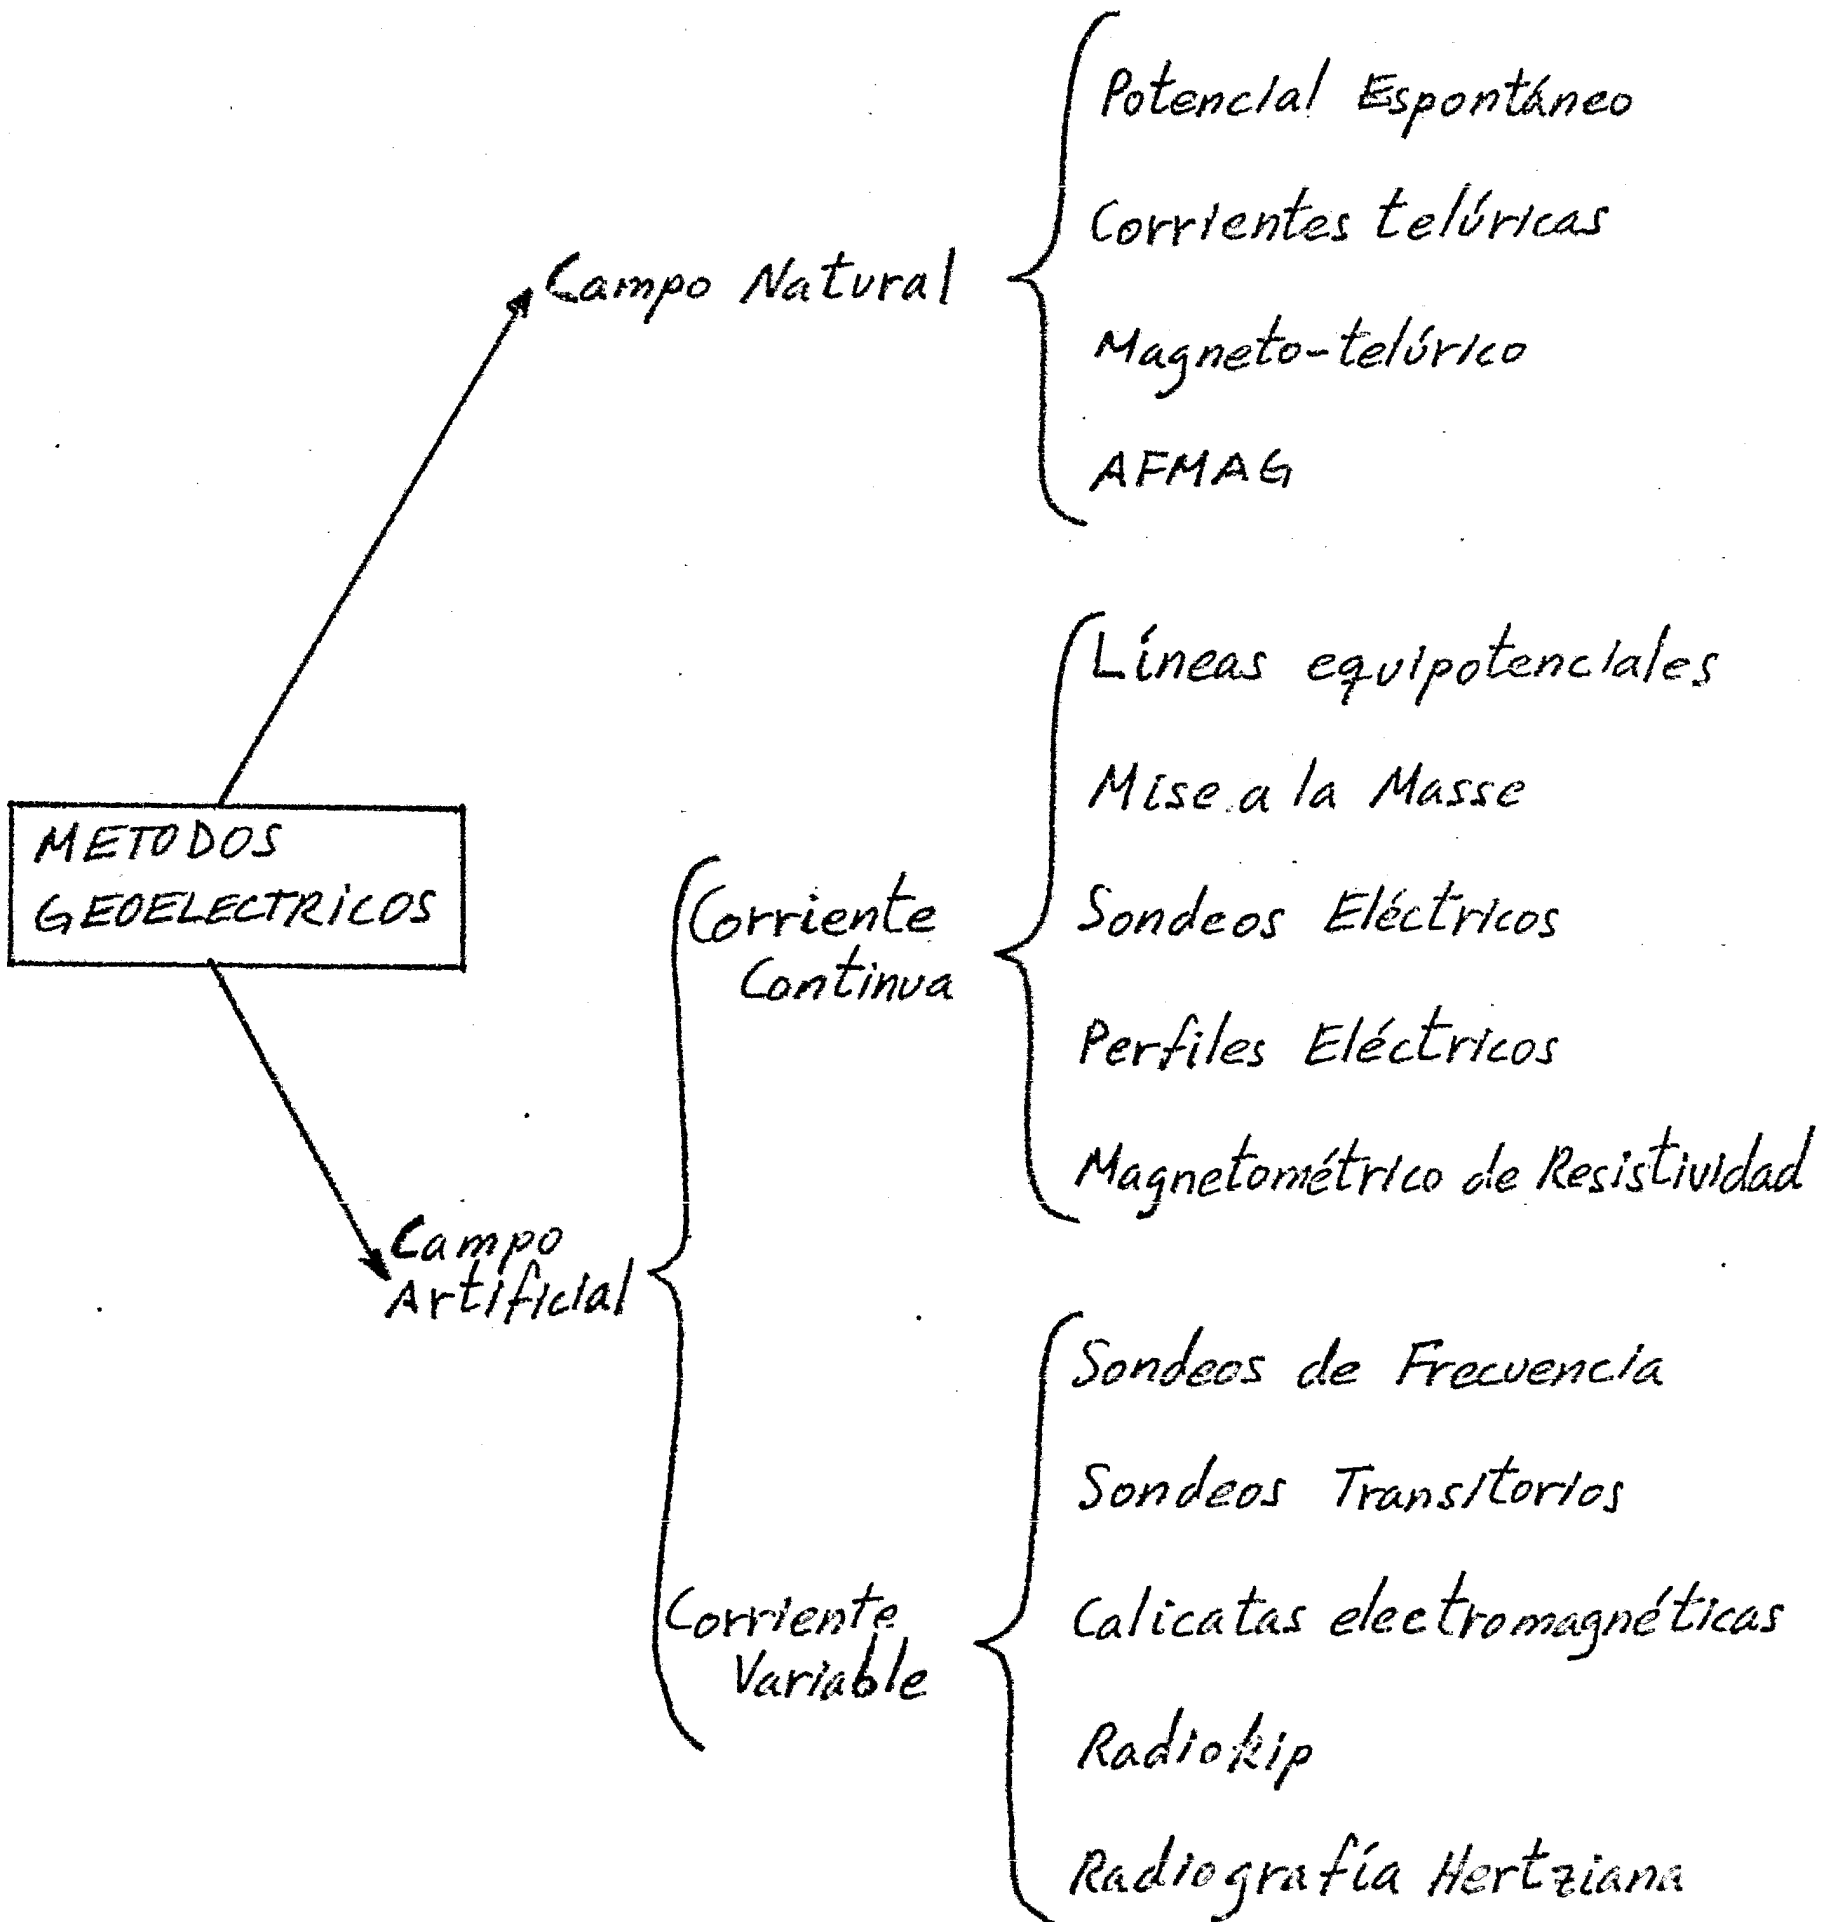 METODOS
GEOELECTRICOS
Campo Natural
Potencial Espontáneo
Corrientes telúricas
Magneto-telúrico
AFMAG
Campo
Artificial
Corriente
Continua
Líneas equipotenciales
Mise a la Masse
Sondeos Eléctricos
Perfiles Eléctricos
Magnetométrico de Resistividad
Corriente
Variable
Sondeos de Frecuencia
Sondeos Transitorios
Calicatas electromagnéticas
Radiokip
Radiografía Hertziana